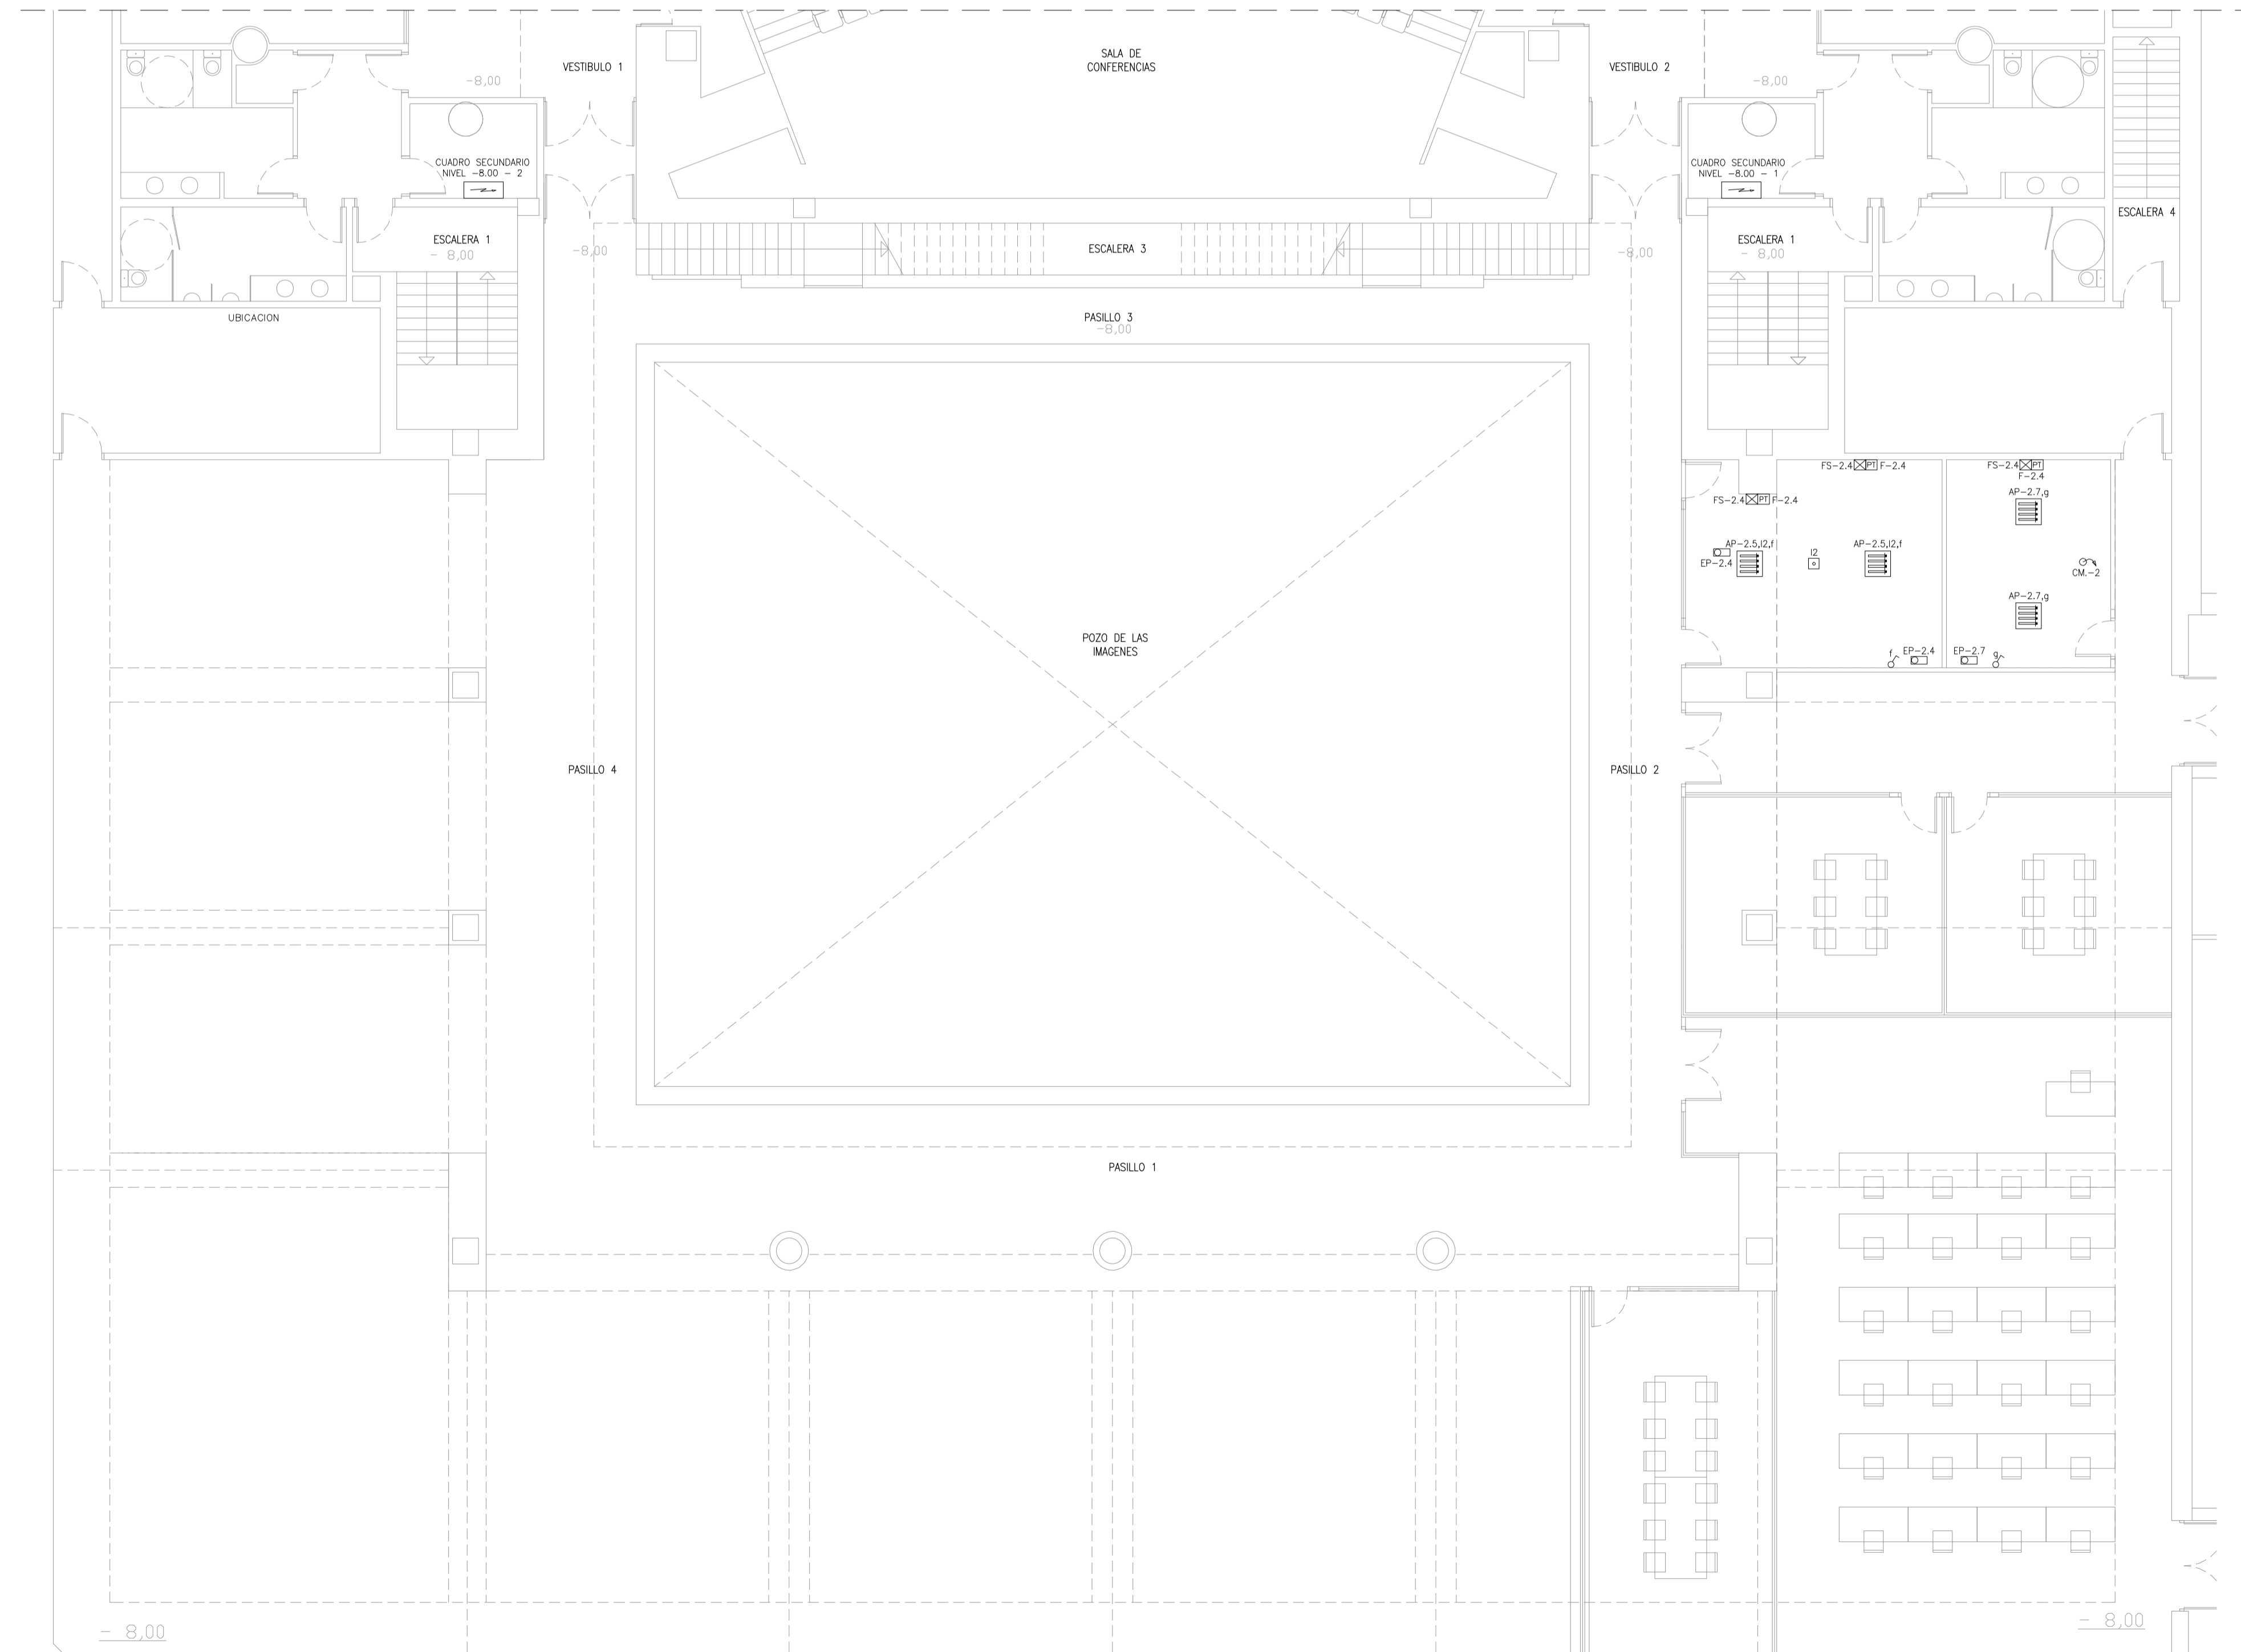 SALA DE
CONFERENCIAS
VESTIBULO 1
VESTIBULO 2
-8,00
-8,00
CUADRO SECUNDARIO
NIVEL -8.00 - 2
CUADRO SECUNDARIO
NIVEL -8.00 - 1
ESCALERA 4
ESCALERA 1
- 8,00
-8,00
ESCALERA 3
-8,00
ESCALERA 1
- 8,00
UBICACION
PASILLO 3
-8,00
FS-2.4 PT F-2.4
FS-2.4 PT
F-2.4
FS-2.4 PT F-2.4
AP-2.7,g
AP-2.5,I2,f
EP-2.4
I2
AP-2.5,I2,f
CM.-2
AP-2.7,g
POZO DE LAS
IMAGENES
f EP-2.4
EP-2.7 g
PASILLO 4
PASILLO 2
PASILLO 1
- 8,00
- 8,00